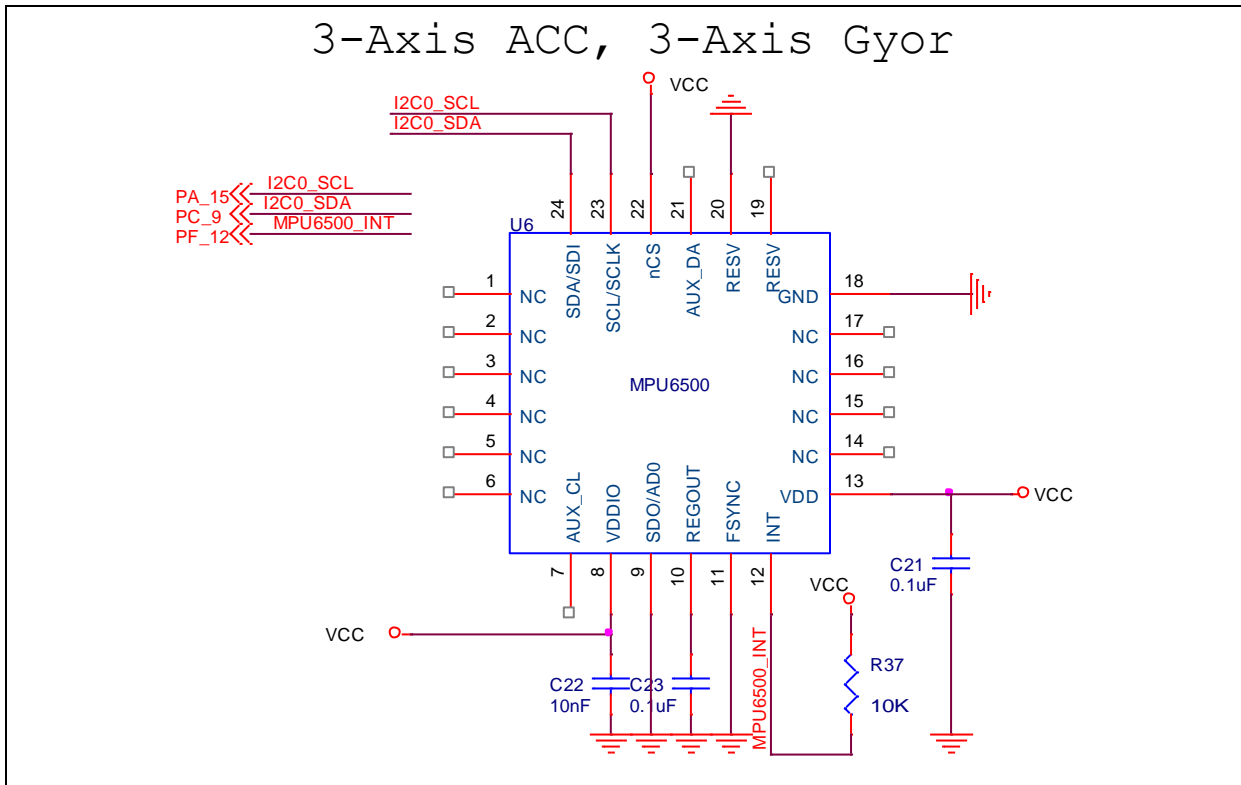 3-Axis ACC, 3-Axis Gyor
VCC
I2C0_SCL
I2C0_SDA
PA_15
I2C0_SCL
PC_9
I2C0_SDA
PF_12
MPU6500_INT
24
23
22
21
20
19
U6
SDA/SDI
SCL/SCLK
nCS
AUX_DA
RESV
RESV
1
NC
2
NC
3
NC
4
NC
5
NC
6
NC
GND
18
NC
17
NC
16
NC
15
NC
14
VDD
13
VCC
MPU6500
AUX_CL
VDDIO
SDO/AD0
REGOUT
FSYNC
INT
7
8
9
10
11
12
C21
0.1uF
VCC
VCC
C22
10nF
C23
0.1uF
MPU6500_INT
R37
10K